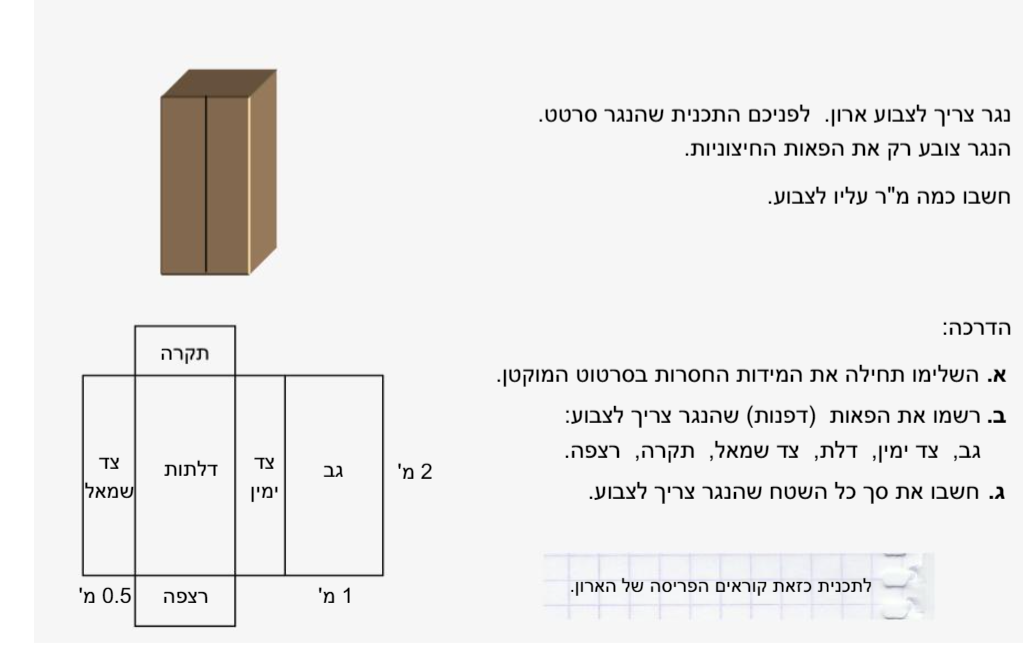 נגר צריך לצבוע ארון. לפניכם התכנית שהנגר סרטט.
הנגר צובע רק את הפאות החיצוניות.
חשבו כמה מ"ר עליו לצבוע.
הדרכה:
א. השלימו תחילה את המידות החסרות בסרטוט המוקטן.
ב. רשמו את הפאות (דפנות) שהנגר צריך לצבוע:
גב, צד ימין, דלת, צד שמאל, תקרה, רצפה.
ג. חשבו את סך כל השטח שהנגר צריך לצבוע.
לתכנית כזאת קוראים הפריסה של הארון.
תקרה
2 מ'
גב
צד
ימין
דלתות
צד
שמאל
1 מ'
רצפה
0.5 מ'